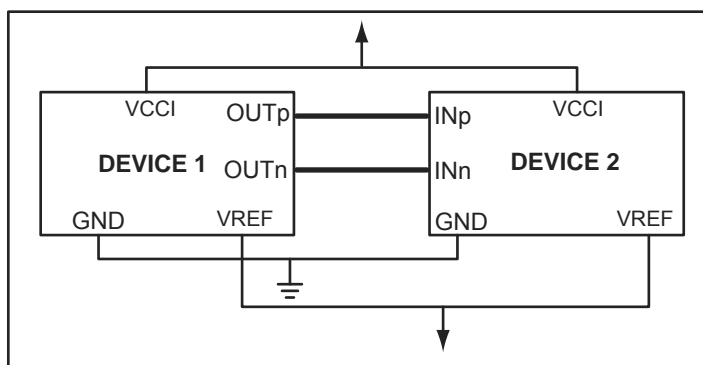 VCCI
OUTp
DEVICE 1
OUTn
GND
VREF
INp
VCCI
INn
DEVICE 2
GND
VREF